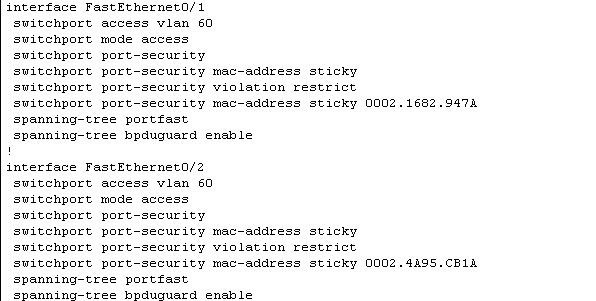 interface FastEthernet0/1
 switchport access vlan 60
 switchport mode access
 switchport port-security
 switchport port-security mac-address sticky
 switchport port-security violation restrict
 switchport port-security mac-address sticky 0002.1682.947A
 spanning-tree portfast
 spanning-tree bpduguard enable
!
interface FastEthernet0/2
 switchport access vlan 60
 switchport mode access
 switchport port-security
 switchport port-security mac-address sticky
 switchport port-security violation restrict
 switchport port-security mac-address sticky 0002.4A95.CB1A
 spanning-tree portfast
 spanning-tree bpduguard enable